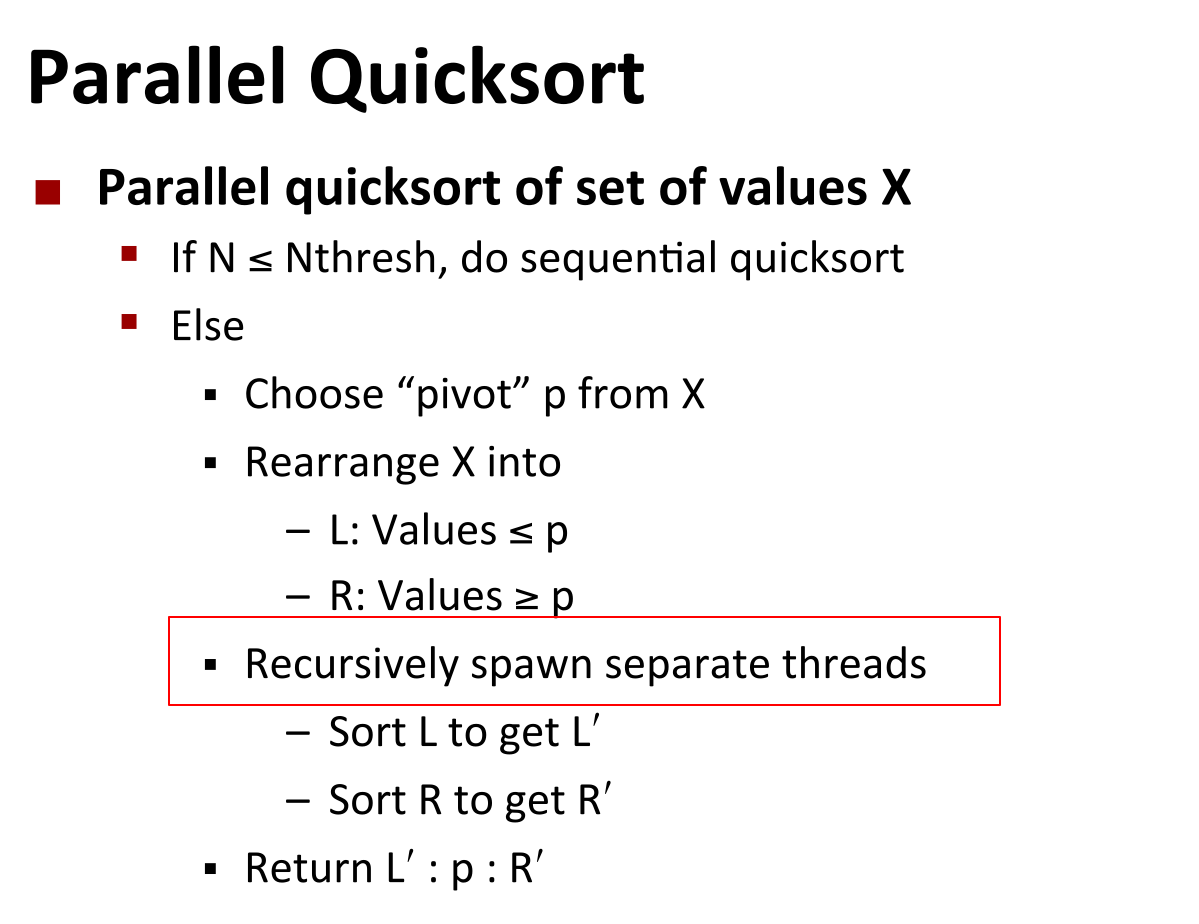 Parallel Quicksort
■ Parallel quicksort of set of values X
▪ If N ≤ Nthresh, do sequential quicksort
▪ Else
▪ Choose “pivot” p from X
▪ Rearrange X into
– L: Values ≤ p
– R: Values ≥ p
▪ Recursively spawn separate threads
– Sort L to get L′
– Sort R to get R′
▪ Return L′ : p : R′